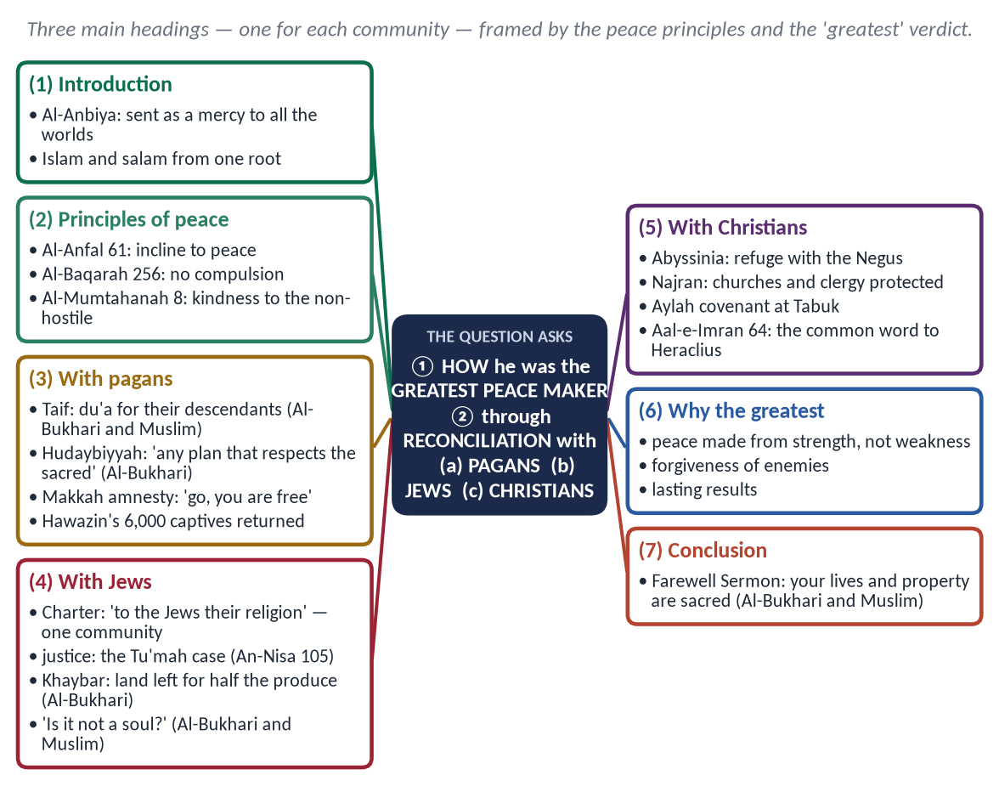 Three main headings — one for each community — framed by the peace principles and the 'greatest' verdict.
(1) Introduction
• Al-Anbiya: sent as a mercy to all the
worlds
• Islam and salam from one root
(2) Principles of peace
• Al-Anfal 61: incline to peace
• Al-Baqarah 256: no compulsion
• Al-Mumtahanah 8: kindness to the non-
hostile
(3) With pagans
• Taif: du'a for their descendants (Al-
Bukhari and Muslim)
• Hudaybiyyah: 'any plan that respects the
sacred' (Al-Bukhari)
• Makkah amnesty: 'go, you are free'
• Hawazin's 6,000 captives returned
(4) With Jews
• Charter: 'to the Jews their religion' —
one community
• justice: the Tu'mah case (An-Nisa 105)
• Khaybar: land left for half the produce
(Al-Bukhari)
• 'Is it not a soul?' (Al-Bukhari and
Muslim)
THE QUESTION ASKS
① HOW he was the
GREATEST PEACE MAKER
② through
RECONCILIATION with
(a) PAGANS (b)
JEWS (c) CHRISTIANS
(5) With Christians
• Abyssinia: refuge with the Negus
• Najran: churches and clergy protected
• Aylah covenant at Tabuk
• Aal-e-Imran 64: the common word to
Heraclius
(6) Why the greatest
• peace made from strength, not weakness
• forgiveness of enemies
• lasting results
(7) Conclusion
• Farewell Sermon: your lives and property
are sacred (Al-Bukhari and Muslim)